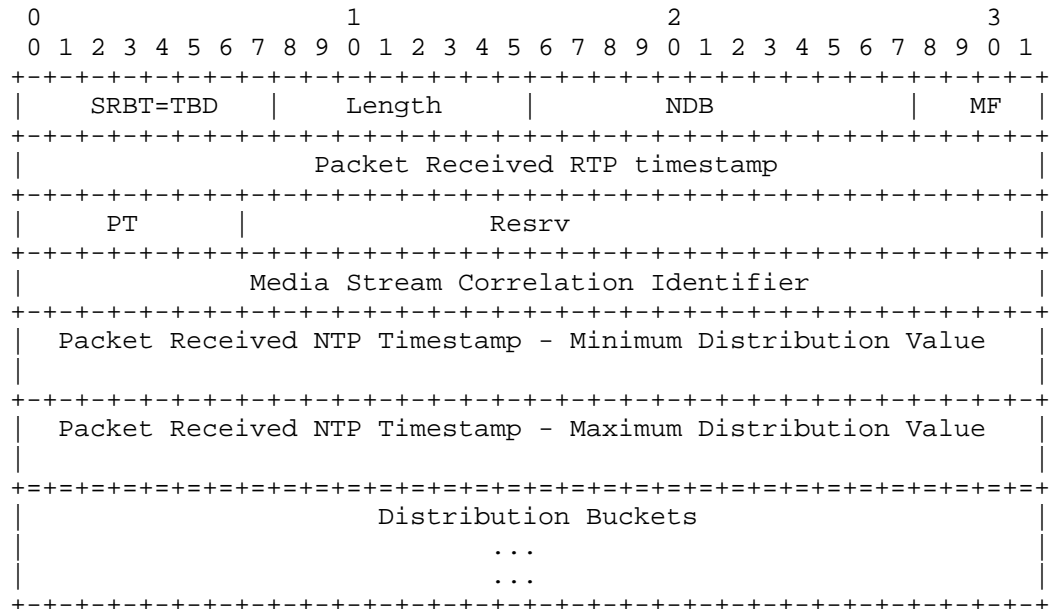 0                   1                   2                   3
 0 1 2 3 4 5 6 7 8 9 0 1 2 3 4 5 6 7 8 9 0 1 2 3 4 5 6 7 8 9 0 1
+-+-+-+-+-+-+-+-+-+-+-+-+-+-+-+-+-+-+-+-+-+-+-+-+-+-+-+-+-+-+-+-+
|    SRBT=TBD   |    Length     |        NDB            |   MF  |
+-+-+-+-+-+-+-+-+-+-+-+-+-+-+-+-+-+-+-+-+-+-+-+-+-+-+-+-+-+-+-+-+
|                  Packet Received RTP timestamp                |
+-+-+-+-+-+-+-+-+-+-+-+-+-+-+-+-+-+-+-+-+-+-+-+-+-+-+-+-+-+-+-+-+
|     PT      |               Resrv                             |
+-+-+-+-+-+-+-+-+-+-+-+-+-+-+-+-+-+-+-+-+-+-+-+-+-+-+-+-+-+-+-+-+
|              Media Stream Correlation Identifier              |
+-+-+-+-+-+-+-+-+-+-+-+-+-+-+-+-+-+-+-+-+-+-+-+-+-+-+-+-+-+-+-+-+
|  Packet Received NTP Timestamp - Minimum Distribution Value   |
|                                                               |
+-+-+-+-+-+-+-+-+-+-+-+-+-+-+-+-+-+-+-+-+-+-+-+-+-+-+-+-+-+-+-+-+
|  Packet Received NTP Timestamp - Maximum Distribution Value   |
|                                                               |
+=+=+=+=+=+=+=+=+=+=+=+=+=+=+=+=+=+=+=+=+=+=+=+=+=+=+=+=+=+=+=+=+
|                      Distribution Buckets                     |
|                             ...                               |
|                             ...                               |
+-+-+-+-+-+-+-+-+-+-+-+-+-+-+-+-+-+-+-+-+-+-+-+-+-+-+-+-+-+-+-+-+